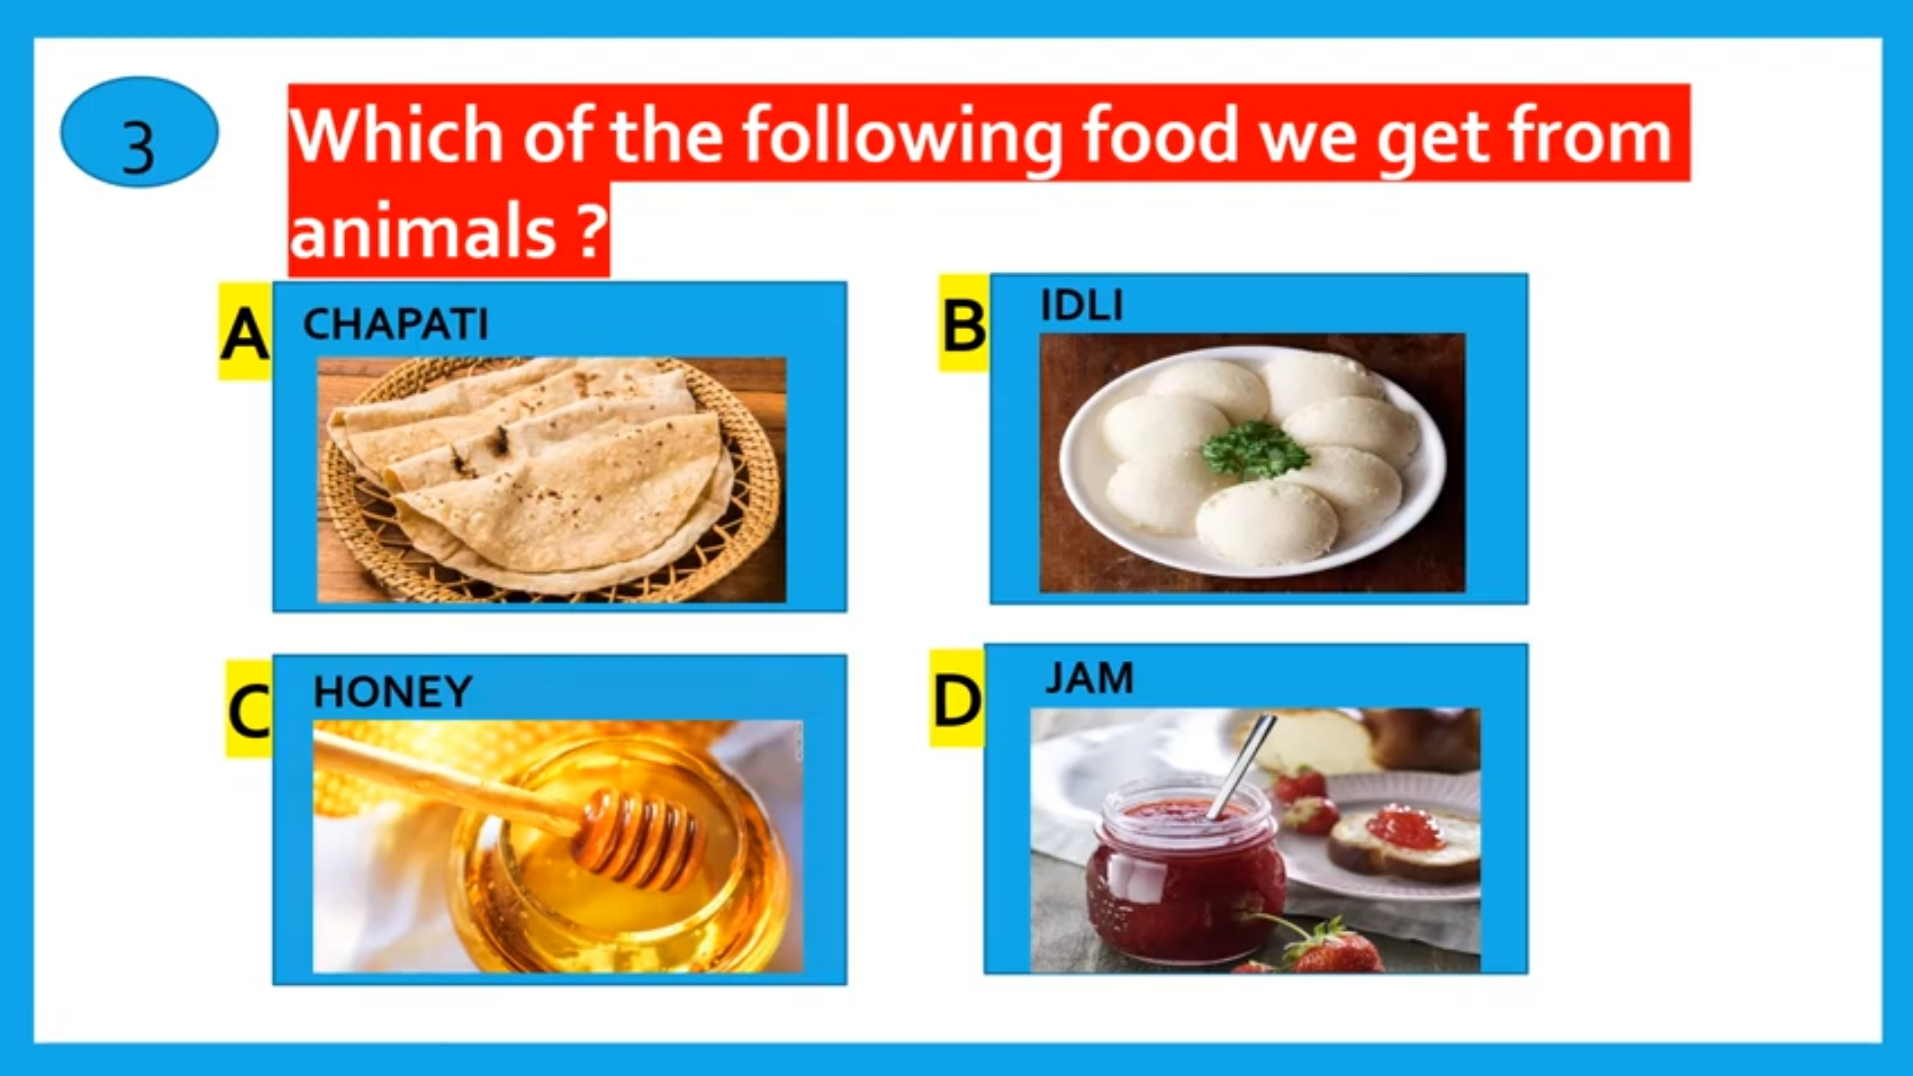 3
Which of the following food we get from
animals ?
A
CHAPATI
B
IDLI
C
HONEY
D
JAM